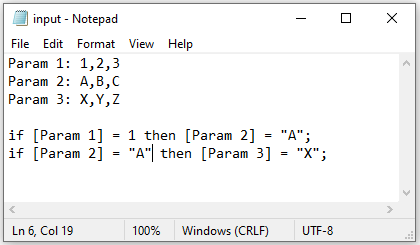 input - Notepad
File Edit Format View Help
Param 1: 1,2,3
Param 2: A,B,C
Param 3: X,Y,Z

if [Param 1] = 1 then [Param 2] = "A";
if [Param 2] = "A" then [Param 3] = "X";
Ln 6, Col 19 100% Windows (CRLF) UTF-8